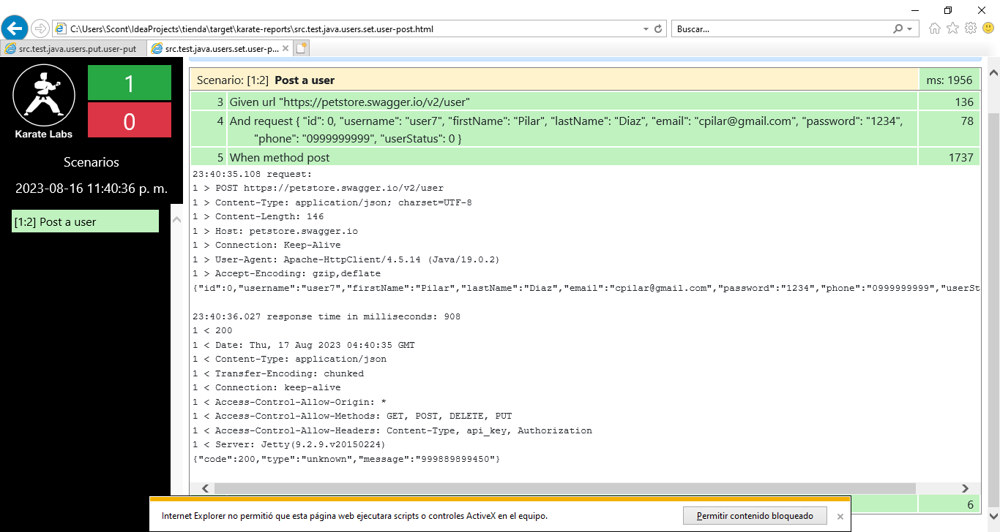 C:\Users\Scont\IdeaProjects\tienda\target\karate-reports\src.test.java.users.set.user-post.html
Buscar...
src.test.java.users.put.user-put
src.test.java.users.set.user-p...
1
0
Karate Labs
Scenarios
2023-08-16 11:40:36 p. m.
[1:2] Post a user
Scenario: [1:2] Post a user ms: 1956
3 Given url "https://petstore.swagger.io/v2/user" 136
4 And request { "id": 0, "username": "user7", "firstName": "Pilar", "lastName": "Diaz", "email": "cpilar@gmail.com", "password": "1234", 78
"phone": "0999999999", "userStatus": 0 }
5 When method post 1737
23:40:35.108 request:
1 > POST https://petstore.swagger.io/v2/user
1 > Content-Type: application/json; charset=UTF-8
1 > Content-Length: 146
1 > Host: petstore.swagger.io
1 > Connection: Keep-Alive
1 > User-Agent: Apache-HttpClient/4.5.14 (Java/19.0.2)
1 > Accept-Encoding: gzip,deflate
{"id":0,"username":"user7","firstName":"Pilar","lastName":"Diaz","email":"cpilar@gmail.com","password":"1234","phone":"0999999999","userSt
23:40:36.027 response time in milliseconds: 908
1 < 200
1 < Date: Thu, 17 Aug 2023 04:40:35 GMT
1 < Content-Type: application/json
1 < Transfer-Encoding: chunked
1 < Connection: keep-alive
1 < Access-Control-Allow-Origin: *
1 < Access-Control-Allow-Methods: GET, POST, DELETE, PUT
1 < Access-Control-Allow-Headers: Content-Type, api_key, Authorization
1 < Server: Jetty(9.2.9.v20150224)
{"code":200,"type":"unknown","message":"999889899450"}
6
Internet Explorer no permitió que esta página web ejecutara scripts o controles ActiveX en el equipo.
Permitir contenido bloqueado